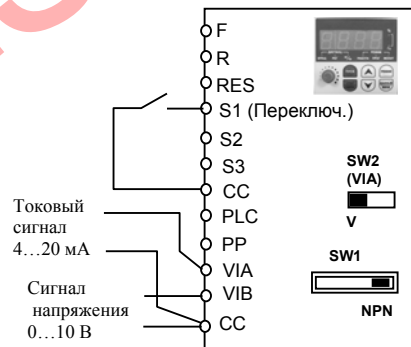 F
R
RES
S1 (Переключ.)
S2
S3
CC
PLC
PP
VIA
VIB
CC
Токовый
сигнал
4…20 мА
Сигнал
напряжения
0…10 В
SW2
(VIA)
V
SW1
NPN